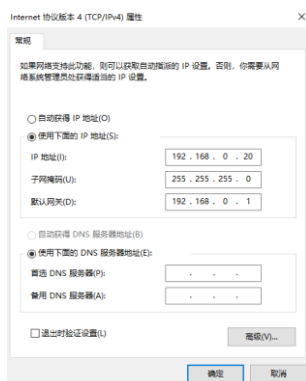 Internet 协议版本 4 (TCP/IPv4) 属性
常规
如果网络支持此功能，则可以获取自动指派的 IP 设置。否则，你需要从网
络系统管理员处获得适当的 IP 设置。
自动获得 IP 地址(O)
使用下面的 IP 地址(S):
IP 地址(I): 192 . 168 . 0 . 20
子网掩码(U): 255 . 255 . 255 . 0
默认网关(D): 192 . 168 . 0 . 1
自动获得 DNS 服务器地址(B)
使用下面的 DNS 服务器地址(E):
首选 DNS 服务器(P): . . .
备用 DNS 服务器(A): . . .
退出时验证设置(L)
高级(V)...
确定 取消